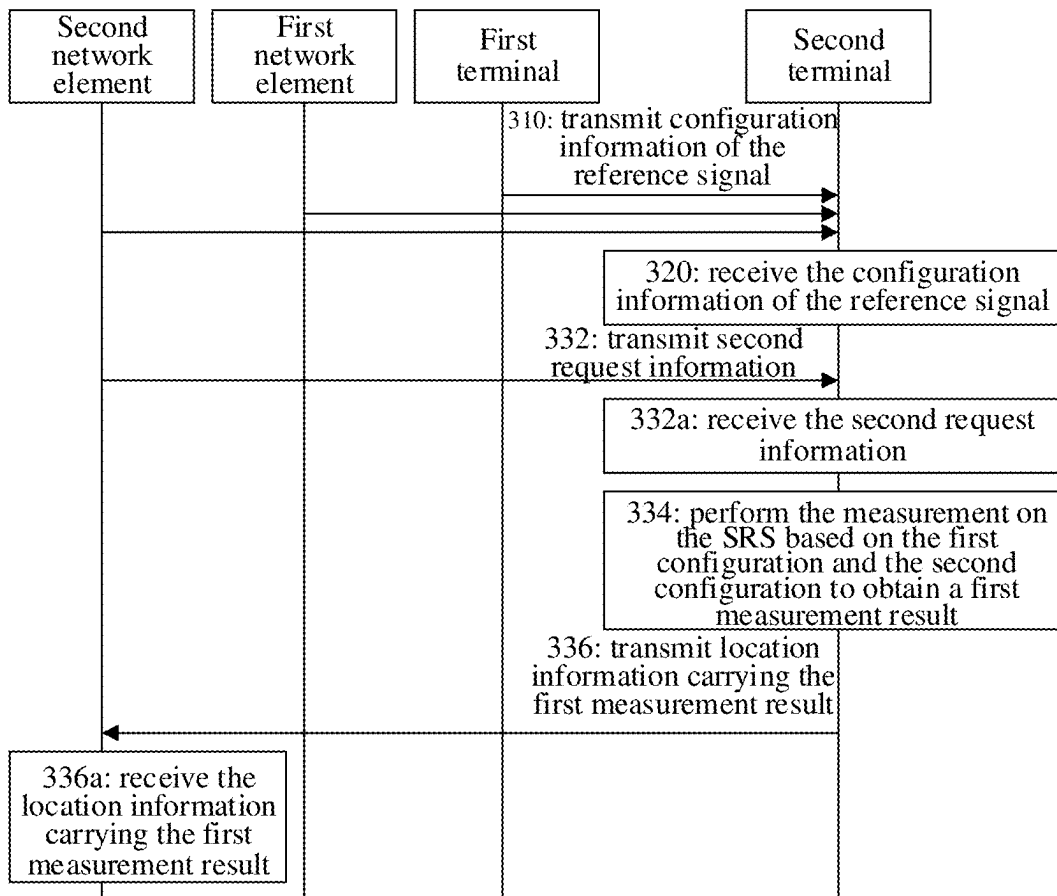 Second
network
element
First
network
element
First
terminal
Second
terminal
310: transmit configuration
information of the
reference signal
320: receive the configuration
information of the reference signal
332: transmit second
request information
332a: receive the second request
information
334: perform the measurement on
the SRS based on the first
configuration and the second
configuration to obtain a first
measurement result
336: transmit location
information carrying the
first measurement result
336a: receive the
location information
carrying the first
measurement result